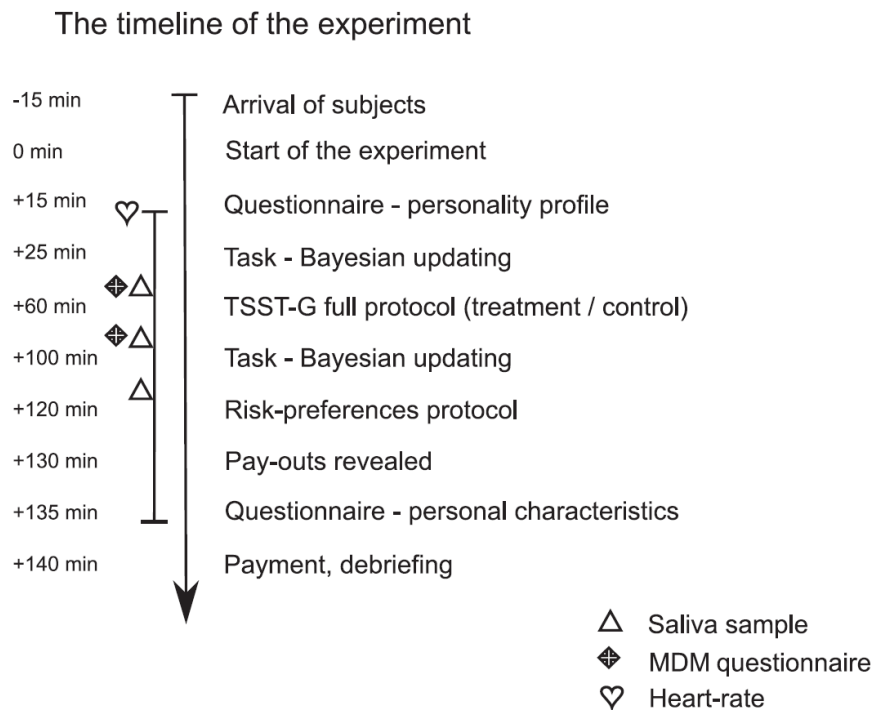 The timeline of the experiment
-15 min Arrival of subjects
0 min Start of the experiment
+15 min Questionnaire - personality profile
+25 min Task - Bayesian updating
+60 min TSST-G full protocol (treatment / control)
+100 min Task - Bayesian updating
+120 min Risk-preferences protocol
+130 min Pay-outs revealed
+135 min Questionnaire - personal characteristics
+140 min Payment, debriefing
Saliva sample
MDM questionnaire
Heart-rate